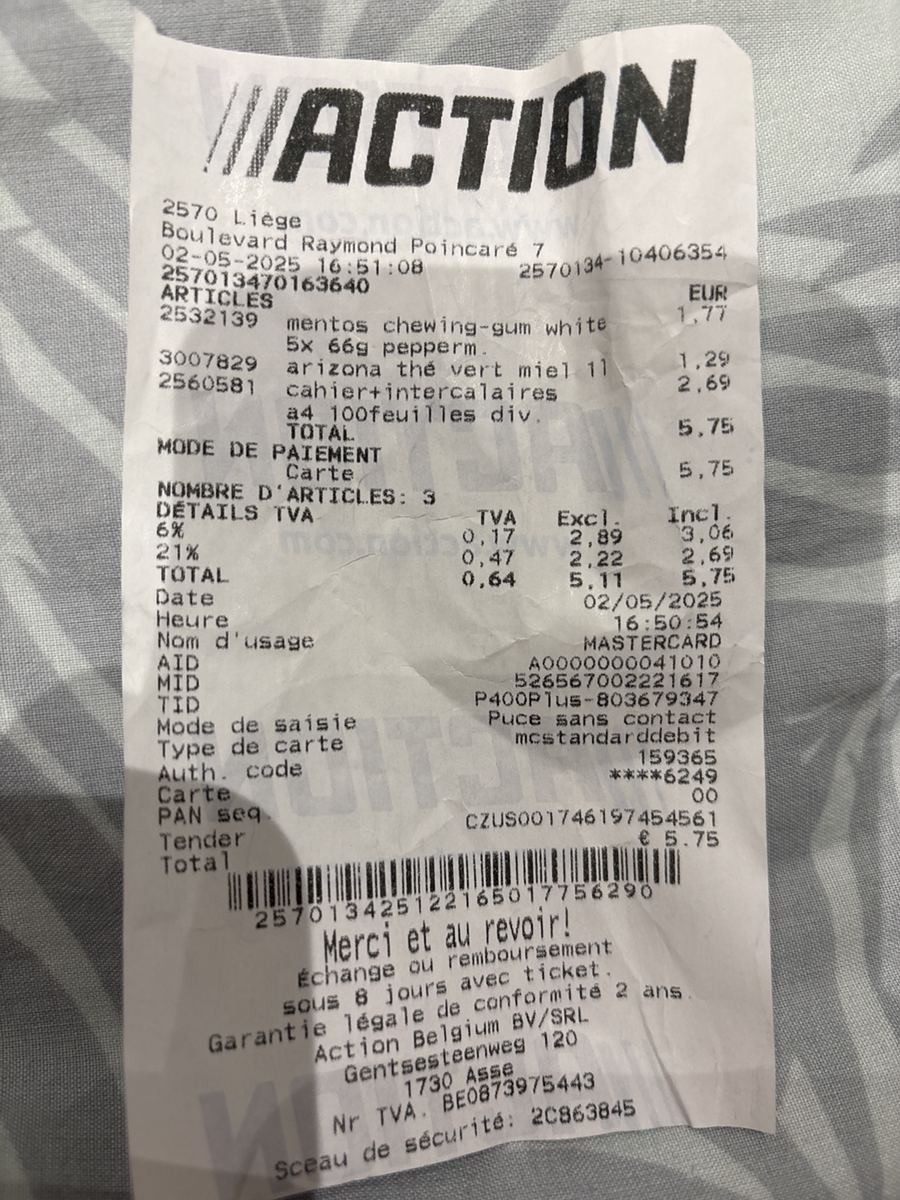 ACTION
2570 Liège
Boulevard Raymond Poincaré 7
02-05-2025 16:51:08 2570134-10406354
257013470163640
ARTICLES EUR
2532139 mentos chewing-gum white 1,77
5x 66g pepperm.
3007829 arizona thé vert miel 1l 1,29
2560581 cahier+intercalaires 2,69
a4 100feuilles div.
TOTAL 5,75
MODE DE PAIEMENT
Carte 5,75
NOMBRE D'ARTICLES: 3
DÉTAILS TVA TVA Excl. Incl.
6% 0,17 2,89 3,06
21% 0,47 2,22 2,69
TOTAL 0,64 5,11 5,75
Date 02/05/2025
Heure 16:50:54
Nom d'usage MASTERCARD
AID A0000000041010
MID 526567002221617
TID P400Plus-803679347
Mode de saisie Puce sans contact
Type de carte mcstandarddebit
Auth. code 159365
Carte ****6249
PAN seq. 00
Tender CZUS001746197454561
Total € 5.75
257013425122165017756290
Merci et au revoir!
Échange ou remboursement
sous 8 jours avec ticket.
Garantie légale de conformité 2 ans.
Action Belgium BV/SRL
Gentsesteenweg 120
1730 Asse
Nr TVA. BE0873975443
Sceau de sécurité: 2C863845